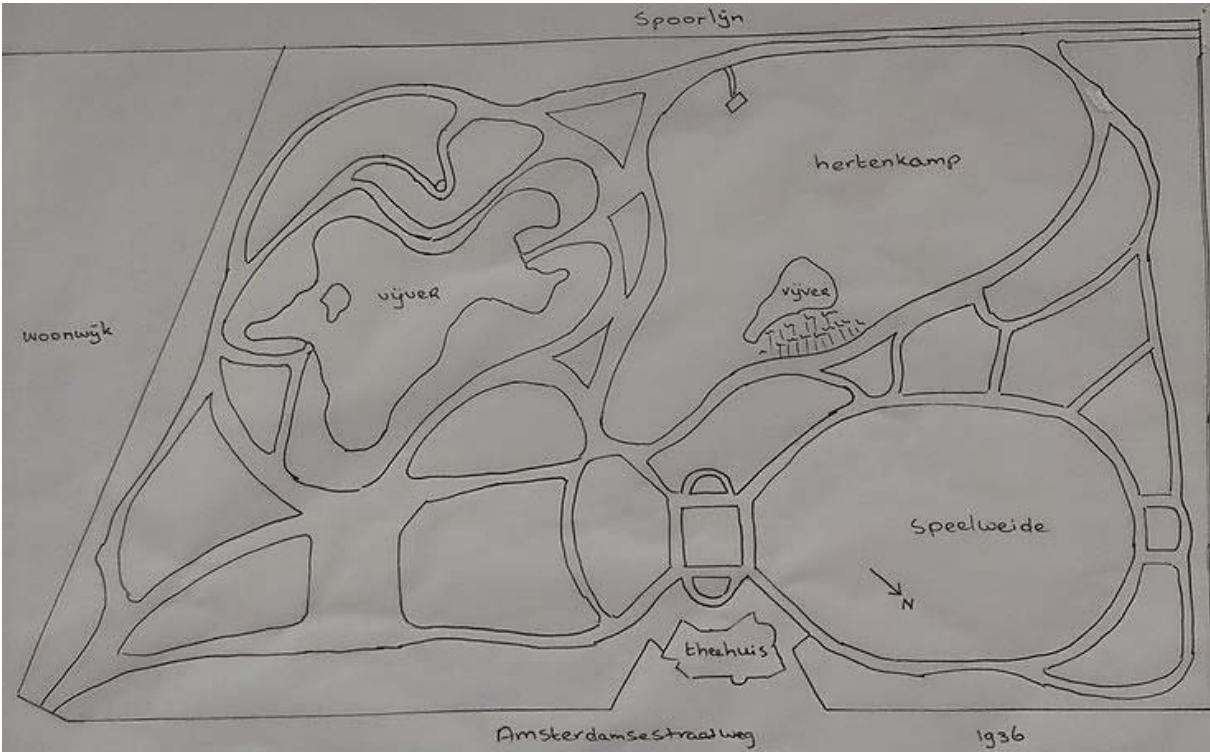 Spoorlijn
hertenkamp
vijver
vijver
woonwijk
Speelweide
N
theehuis
Amsterdamsestraatweg 1936